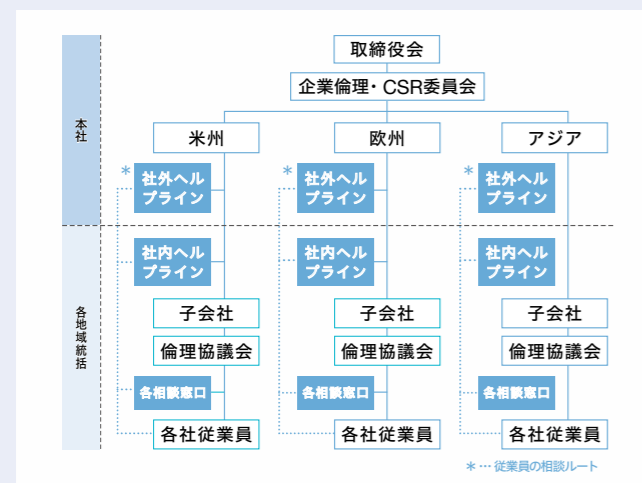 取締役会
企業倫理・CSR委員会
本社
米州
欧州
アジア
*
社外ヘル
プライン
*
社外ヘル
プライン
*
社外ヘル
プライン
各地域統括
社内ヘル
プライン
社内ヘル
プライン
社内ヘル
プライン
子会社
子会社
子会社
倫理協議会
倫理協議会
倫理協議会
各相談窓口
各相談窓口
各相談窓口
各社従業員
各社従業員
各社従業員
* … 従業員の相談ルート